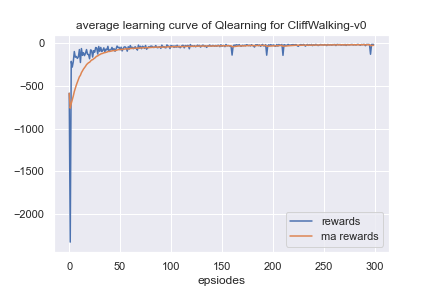 average learning curve of Qlearning for CliffWalking-v0
0
−500
−1000
−1500
−2000
rewards
ma rewards
0 50 100 150 200 250 300
epsiodes